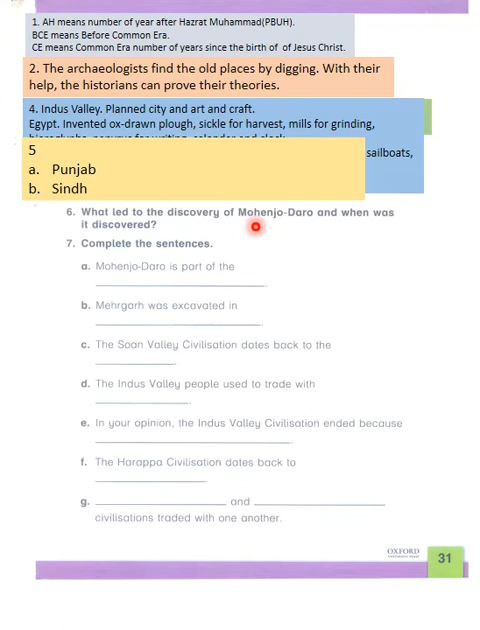 1. AH means number of year after Hazrat Muhammad(PBUH).
BCE means Before Common Era.
CE means Common Era number of years since the birth of of Jesus Christ.
2. The archaeologists find the old places by digging. With their
help, the historians can prove their theories.
4. Indus Valley. Planned city and art and craft.
Egypt. Invented ox-drawn plough, sickle for harvest, mills for grinding,
sailboats,
5
a. Punjab
b. Sindh
6. What led to the discovery of Mohenjo-Daro and when was
it discovered?
7. Complete the sentences.
a. Mohenjo-Daro is part of the
b. Mehrgarh was excavated in
c. The Soan Valley Civilisation dates back to the
d. The Indus Valley people used to trade with
e. In your opinion, the Indus Valley Civilisation ended because
f. The Harappa Civilisation dates back to
g. and
civilisations traded with one another.
OXFORD
31